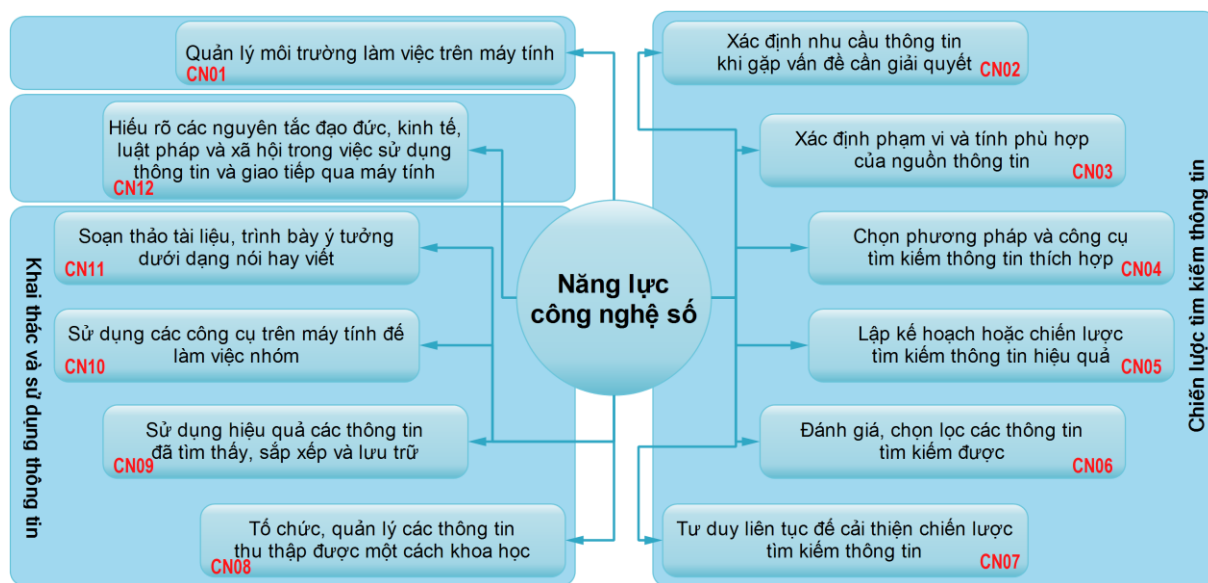 Quản lý môi trường làm việc trên máy tính
CN01
Hiếu rõ các nguyên tắc đạo đức, kinh tế,
luật pháp và xã hội trong việc sử dụng
thông tin và giao tiếp qua máy tính
CN12
Khai thác và sử dụng thông tin
Soạn thảo tài liệu, trình bày ý tưởng
dưới dạng nói hay viết
CN11
Sử dụng các công cụ trên máy tính đế
làm việc nhóm
CN10
Sử dụng hiệu quả các thông tin
đã tìm thấy, sắp xếp và lưu trữ
CN09
Tố chức, quản lý các thông tin
thu thập được một cách khoa học
CN08
Năng lực
công nghệ số
Xác định nhu cầu thông tin
khi gặp vấn đề cần giải quyết
CN02
Xác định phạm vi và tính phù hợp
của nguồn thông tin
CN03
Chọn phương pháp và công cụ
tìm kiếm thông tin thích hợp
CN04
Lập kế hoạch hoặc chiến lược
tìm kiếm thông tin hiệu quả
CN05
Đánh giá, chọn lọc các thông tin
tìm kiếm được
CN06
Tư duy liên tục đế cải thiện chiến lược
tìm kiếm thông tin
CN07
Chiến lược tìm kiếm thông tin